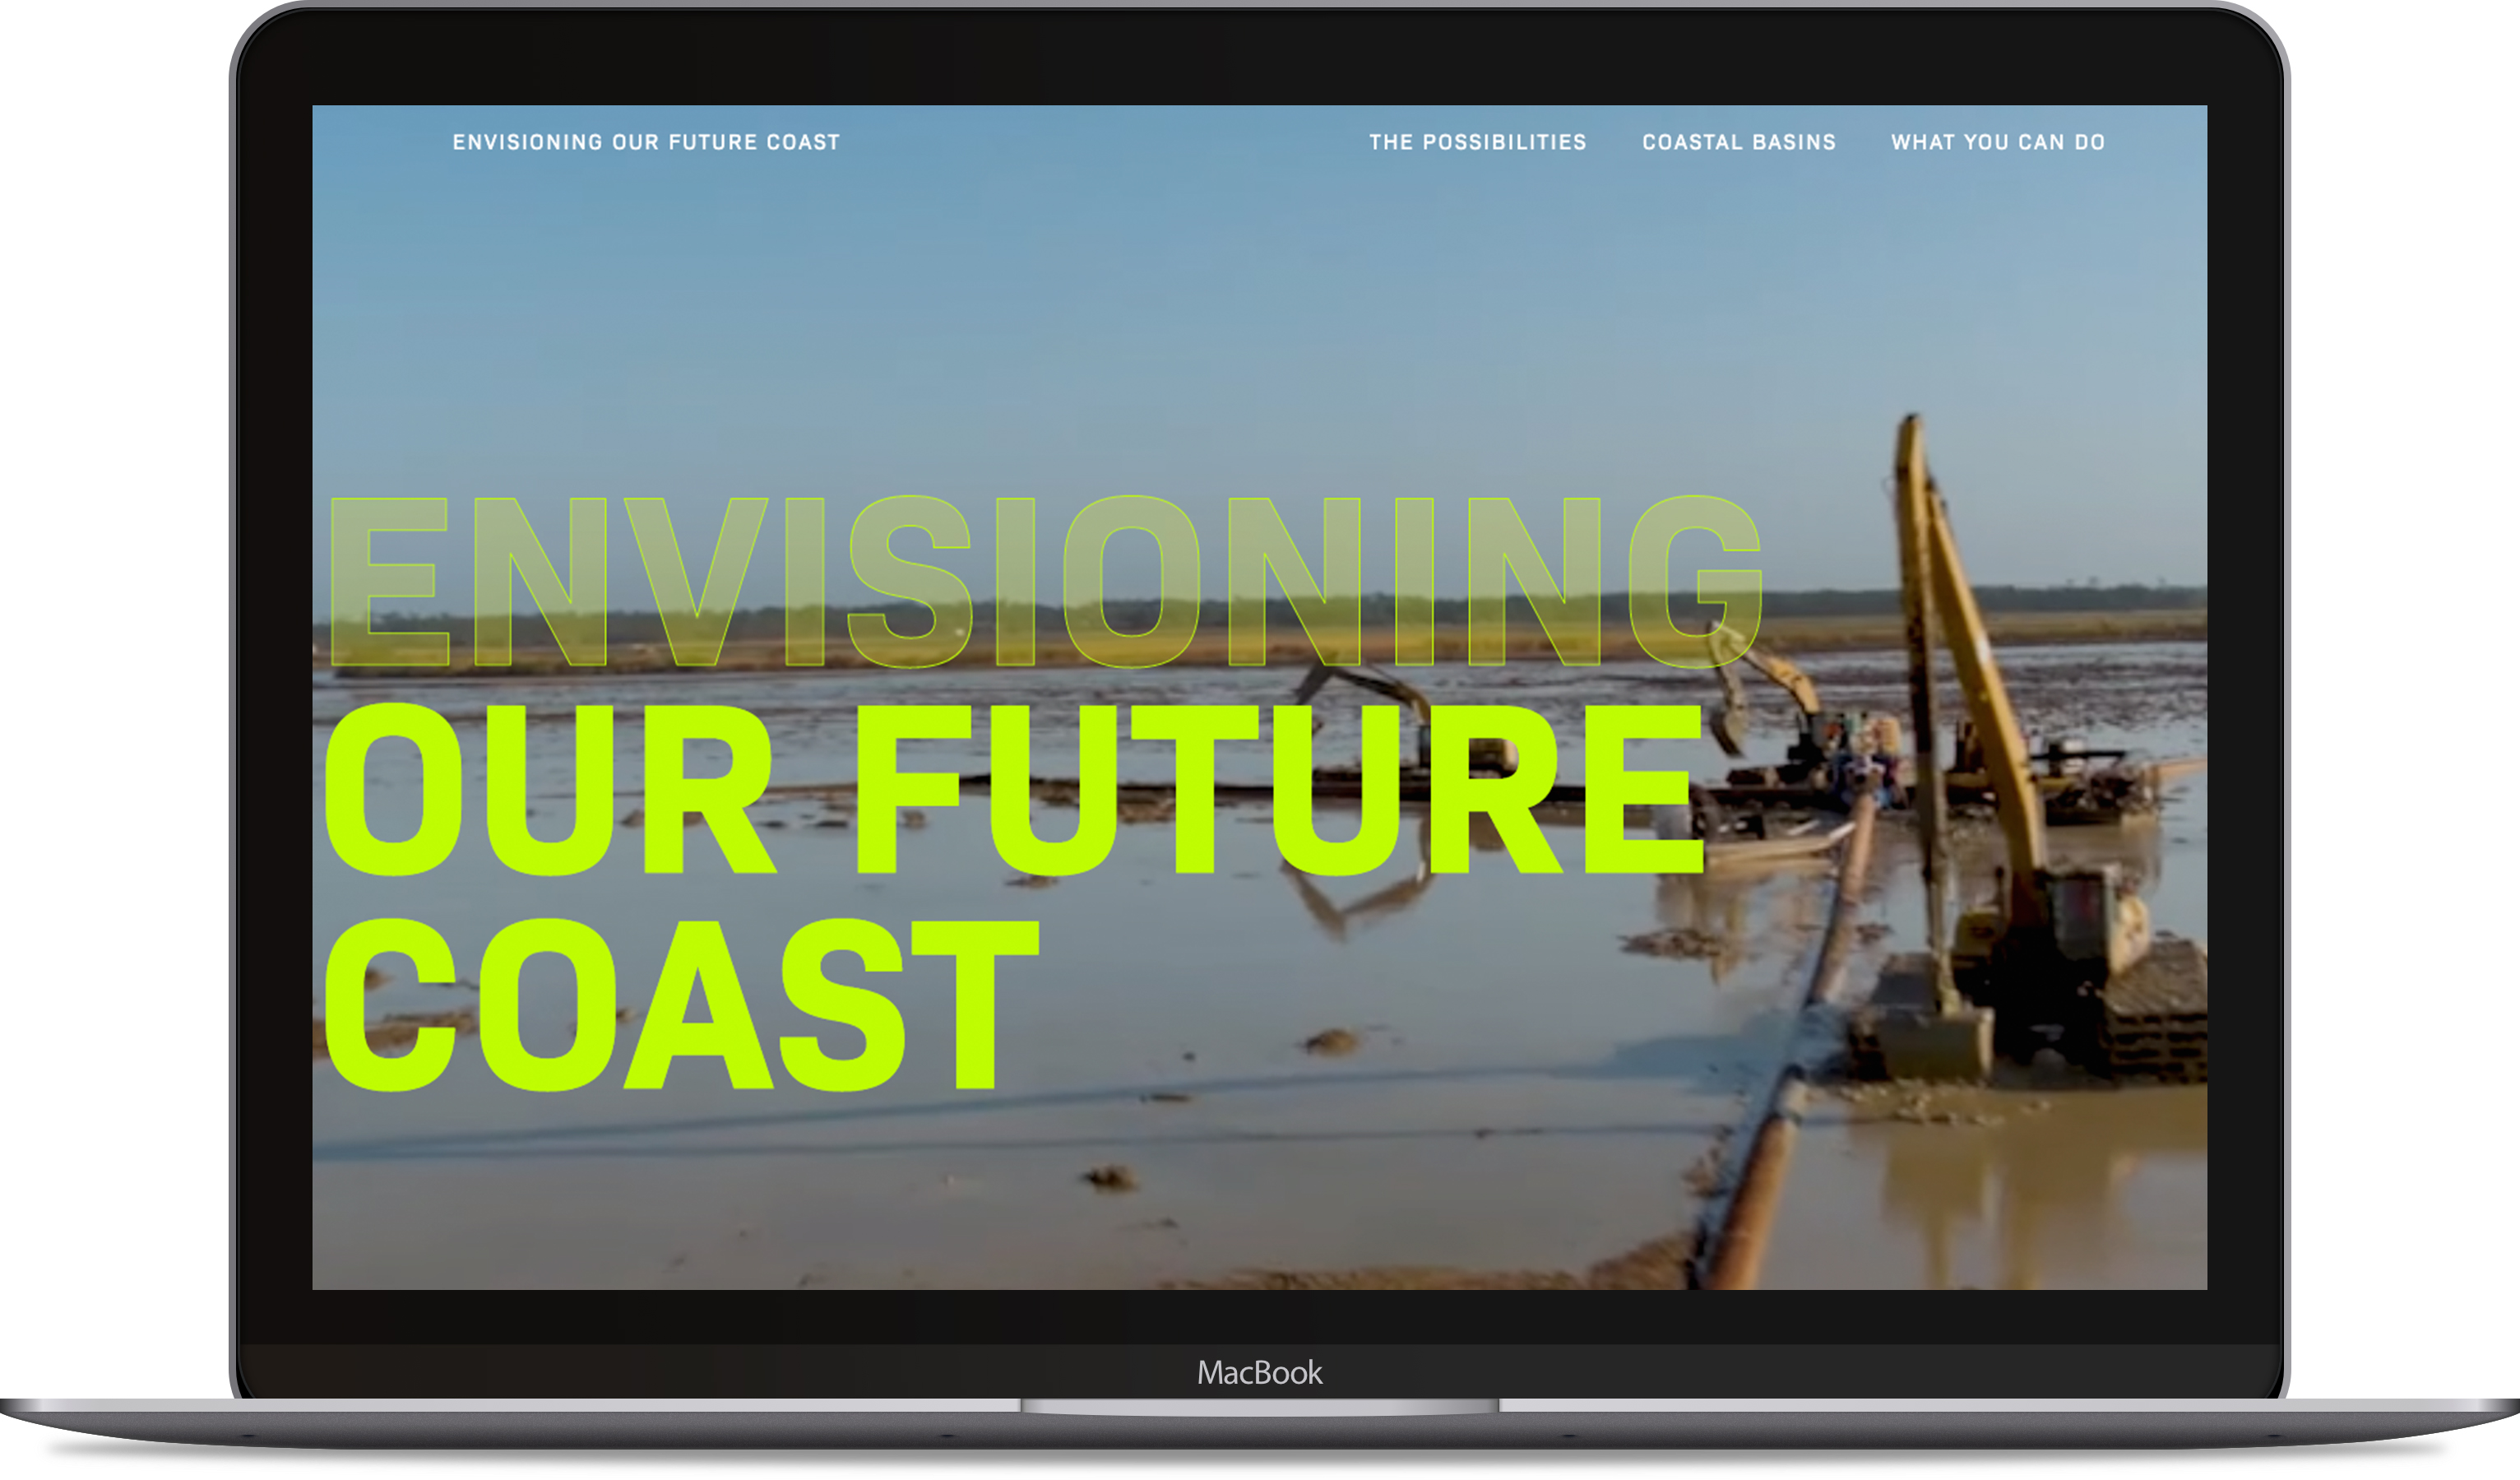 ENVISIONING OUR FUTURE COAST
THE POSSIBILITIES COASTAL BASINS WHAT YOU CAN DO
ENVISIONING
OUR FUTURE
COAST
MacBook